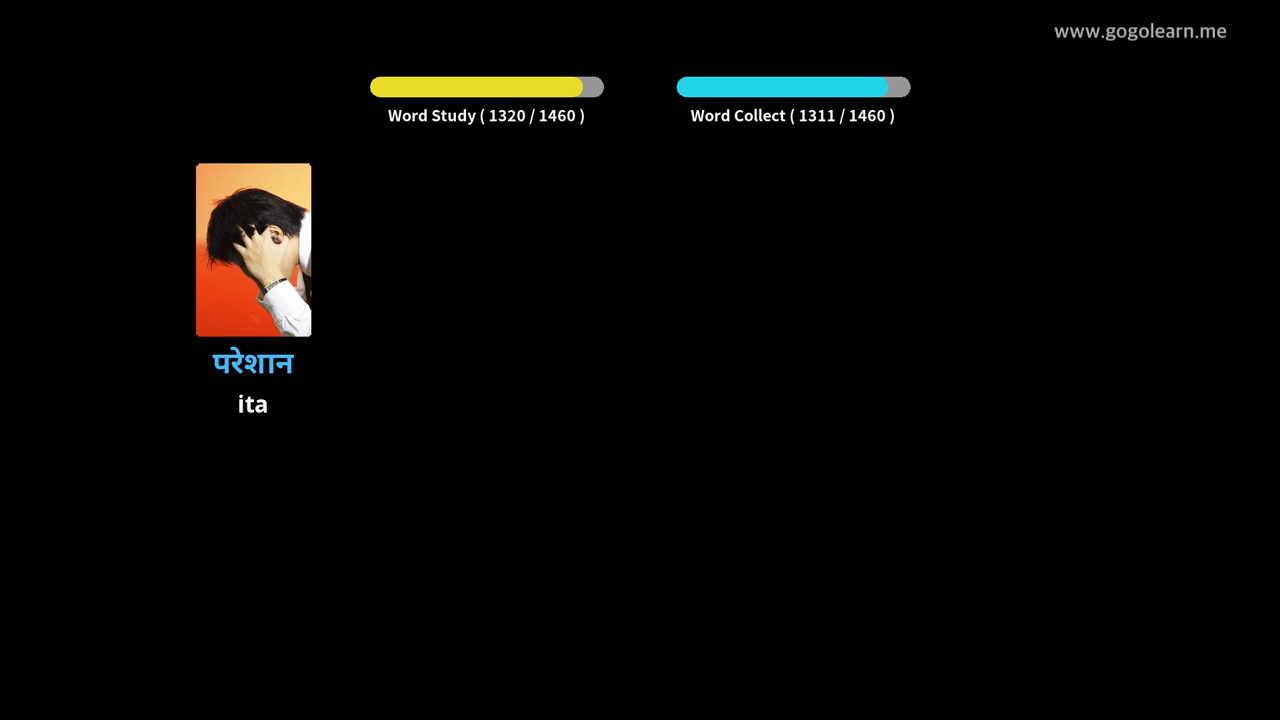 www.gogolearn.me
Word Study ( 1320 / 1460 )
Word Collect ( 1311 / 1460 )
परेशान
ita